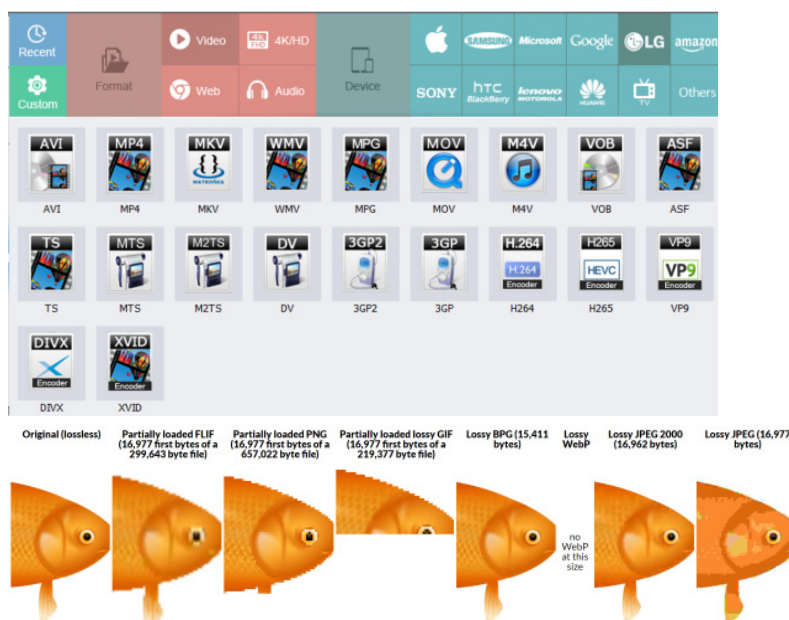 Recent
Format
Video
4K/HD
Device
SAMSUNG
Microsoft
Google
LG
amazon
Custom
Web
Audio
SONY
hTC
BlackBerry
lenovo
MOTOROLA
HUAWEI
TV
Others
AVI MP4 MKV WMV MPG MOV M4V VOB ASF
MATROŠKA
AVI MP4 MKV WMV MPG MOV M4V VOB ASF
TS MTS M2TS DV 3GP2 3GP H.264 H265 VP9
H.264 HEVC VP9
Encoder Encoder Encoder
TS MTS M2TS DV 3GP2 3GP H264 H265 VP9
DIVX XVID
Encoder Encoder
DIVX XVID
Original (lossless)
Partially loaded FLIF
(16,977 first bytes of a
299,643 byte file)
Partially loaded PNG
(16,977 first bytes of a
657,022 byte file)
Partially loaded lossy GIF
(16,977 first bytes of a
219,377 byte file)
Lossy BPG (15,411
bytes)
Lossy
WebP
Lossy JPEG 2000
(16,962 bytes)
Lossy JPEG (16,977
bytes)
no
WebP
at this
size